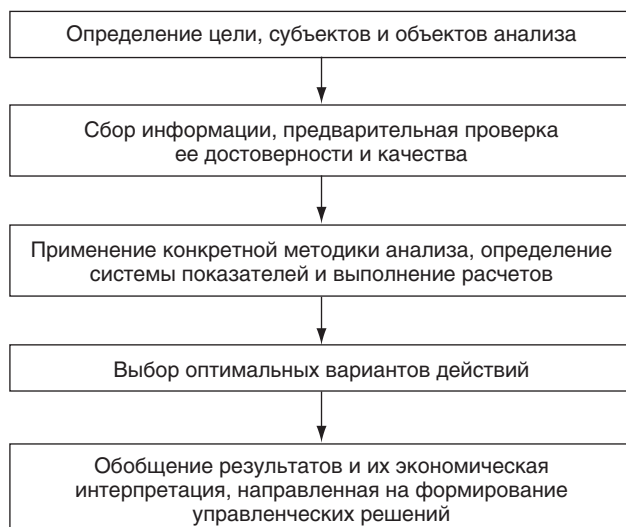 Определение цели, субъектов и объектов анализа
Сбор информации, предварительная проверка
ее достоверности и качества
Применение конкретной методики анализа, определение
системы показателей и выполнение расчетов
Выбор оптимальных вариантов действий
Обобщение результатов и их экономическая
интерпретация, направленная на формирование
управленческих решений